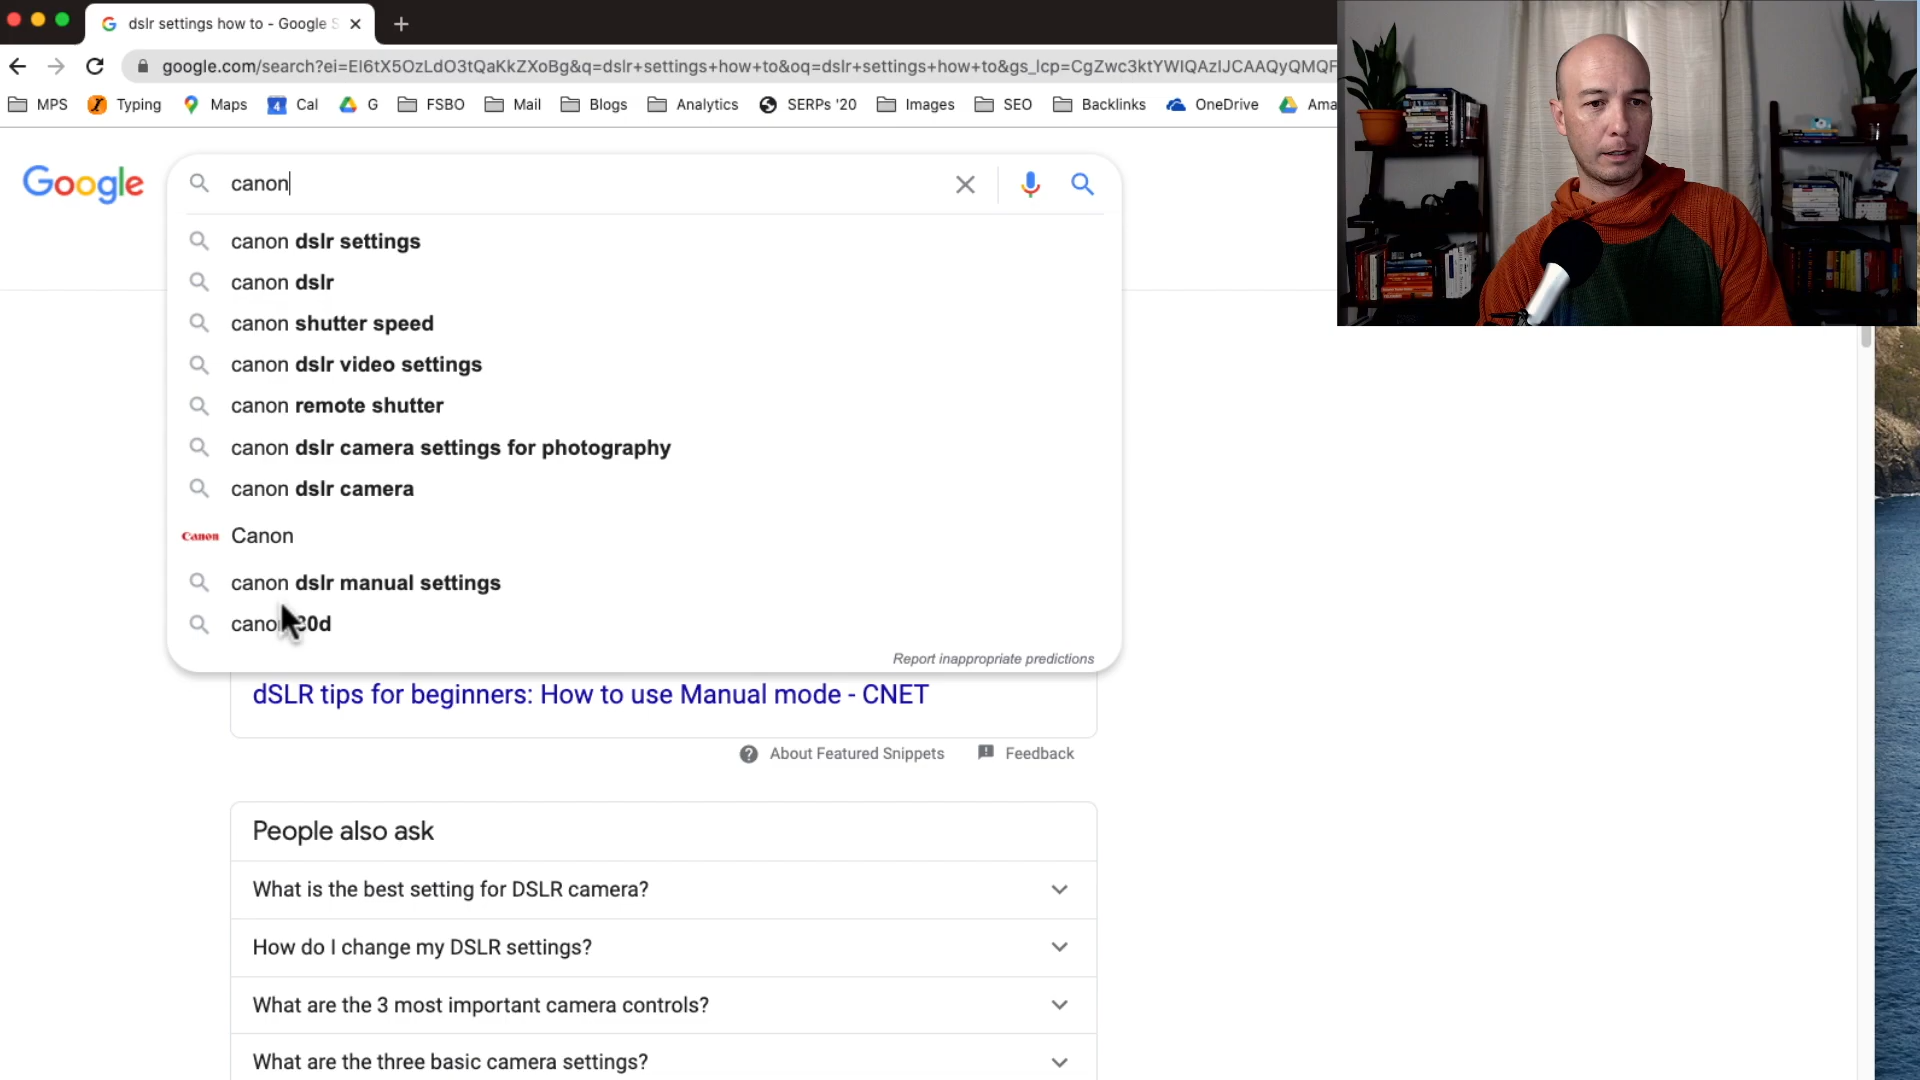 dslr settings how to - Google S
google.com/search?ei=EI6tX5OzLdO3tQaKkZXoBg&q=dslr+settings+how+to&oq=dslr+settings+how+to&gs_lcp=CgZwc3ktYWIQAzIJCAAQyQMQF
MPS Typing Maps 4 Cal G FSBO Mail Blogs Analytics SERPs '20 Images SEO Backlinks OneDrive Ama
Google
canon
canon dslr settings
canon dslr
canon shutter speed
canon dslr video settings
canon remote shutter
canon dslr camera settings for photography
canon dslr camera
Canon Canon
canon dslr manual settings
Report inappropriate predictions
dSLR tips for beginners: How to use Manual mode - CNET
About Featured Snippets Feedback
People also ask
What is the best setting for DSLR camera?
How do I change my DSLR settings?
What are the 3 most important camera controls?
What are the three basic camera settings?